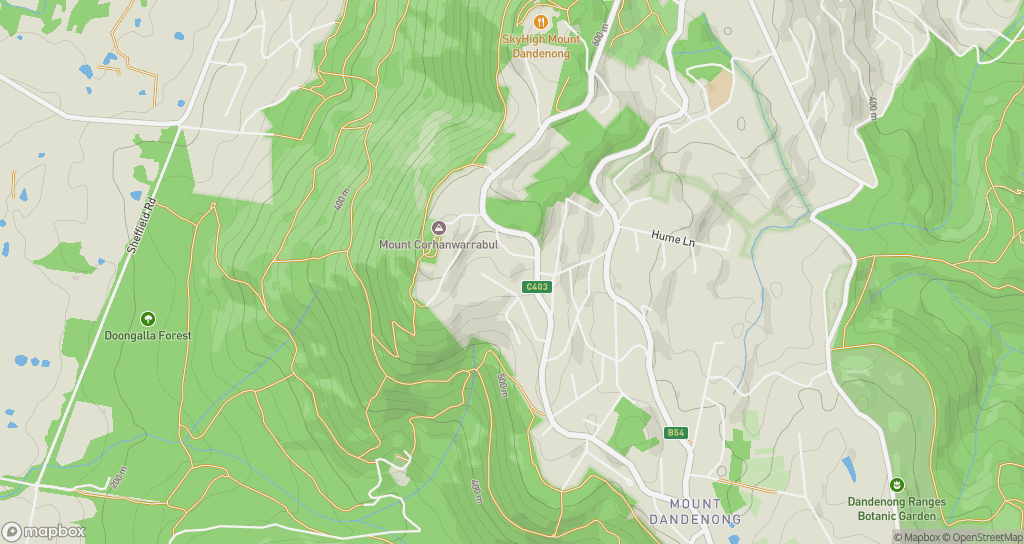 SkyHigh Mount
Dandenong
600 m
400 m
400 m
Sheffield Rd
Mount Corhanwarrabul
Hume Ln
C403
Doongalla Forest
500 m
B54
200 m
400 m
MOUNT
DANDENONG
Dandenong Ranges
Botanic Garden
mapbox
© Mapbox © OpenStreetMap